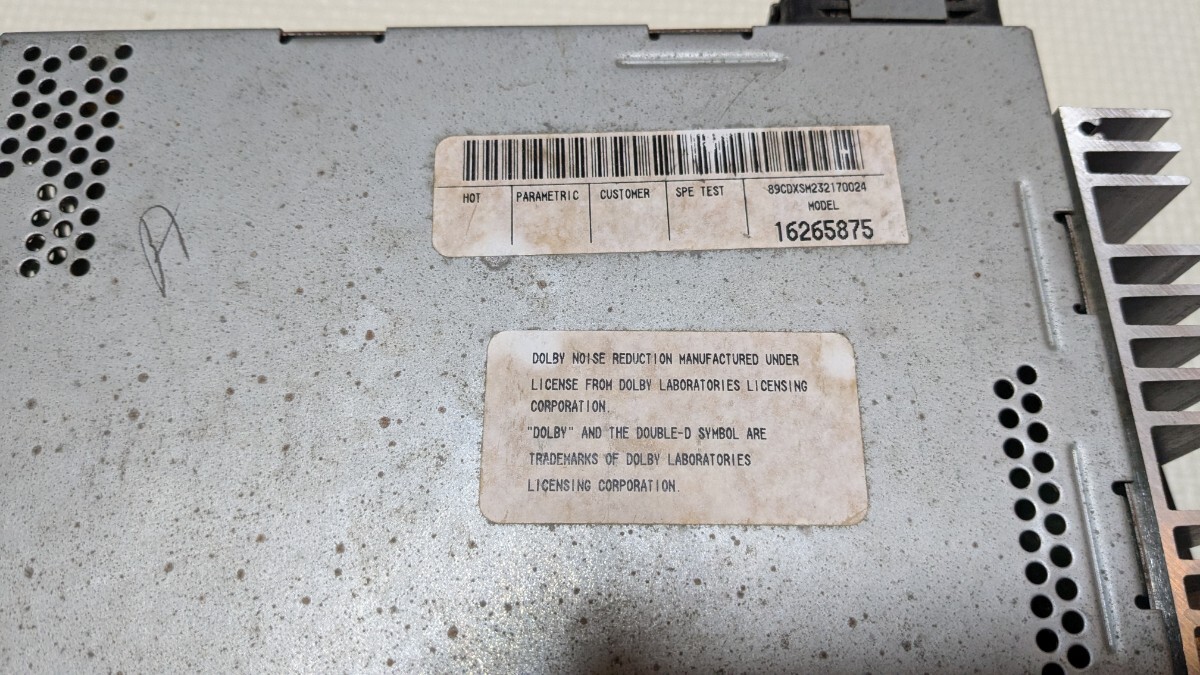 HOT PARAMETRIC CUSTOMER SPE TEST 89CDXSM232170024
MODEL
16265875
DOLBY NOISE REDUCTION MANUFACTURED UNDER
LICENSE FROM DOLBY LABORATORIES LICENSING
CORPORATION.
"DOLBY" AND THE DOUBLE-D SYMBOL ARE
TRADEMARKS OF DOLBY LABORATORIES
LICENSING CORPORATION.